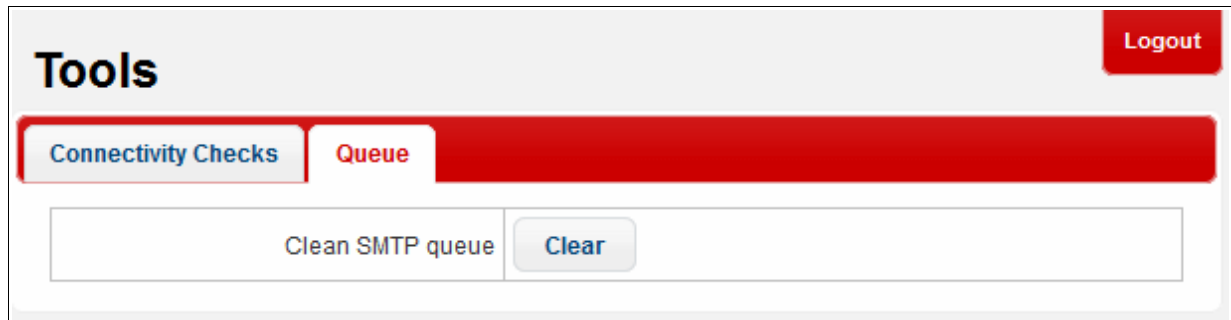 Logout
Tools
Connectivity Checks
Queue
Clean SMTP queue
Clear